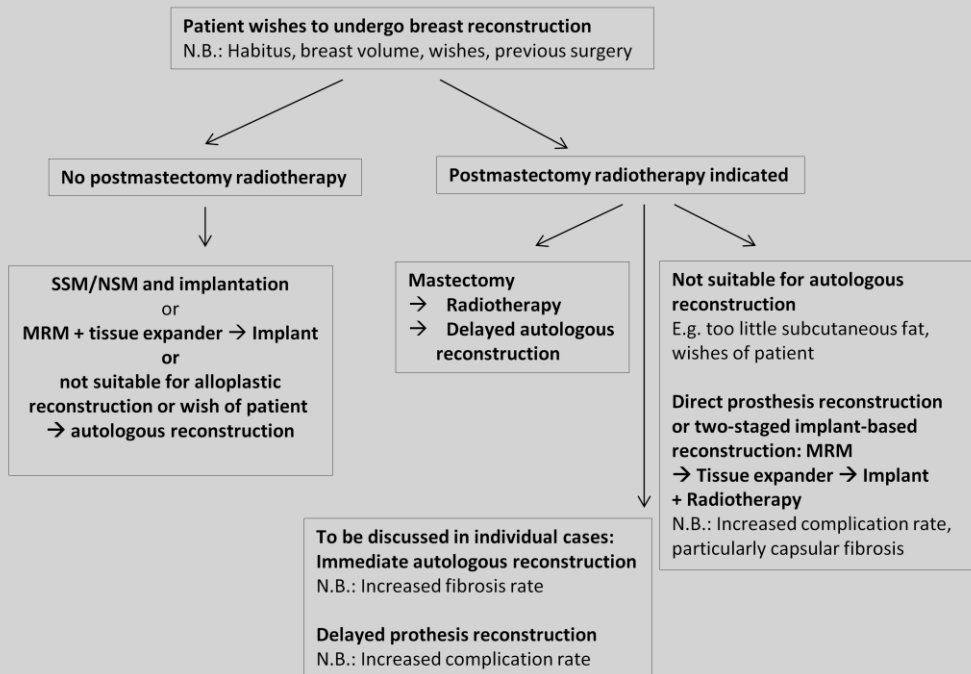 Patient wishes to undergo breast reconstruction
N.B.: Habitus, breast volume, wishes, previous surgery
No postmastectomy radiotherapy
Postmastectomy radiotherapy indicated
SSM/NSM and implantation
or
MRM + tissue expander → Implant
or
not suitable for alloplastic
reconstruction or wish of patient
→ autologous reconstruction
Mastectomy
→ Radiotherapy
→ Delayed autologous
reconstruction
Not suitable for autologous
reconstruction
E.g. too little subcutaneous fat,
wishes of patient
Direct prosthesis reconstruction
or two-staged implant-based
reconstruction: MRM
→ Tissue expander → Implant
+ Radiotherapy
N.B.: Increased complication rate,
particularly capsular fibrosis
To be discussed in individual cases:
Immediate autologous reconstruction
N.B.: Increased fibrosis rate
Delayed prothesis reconstruction
N.B.: Increased complication rate